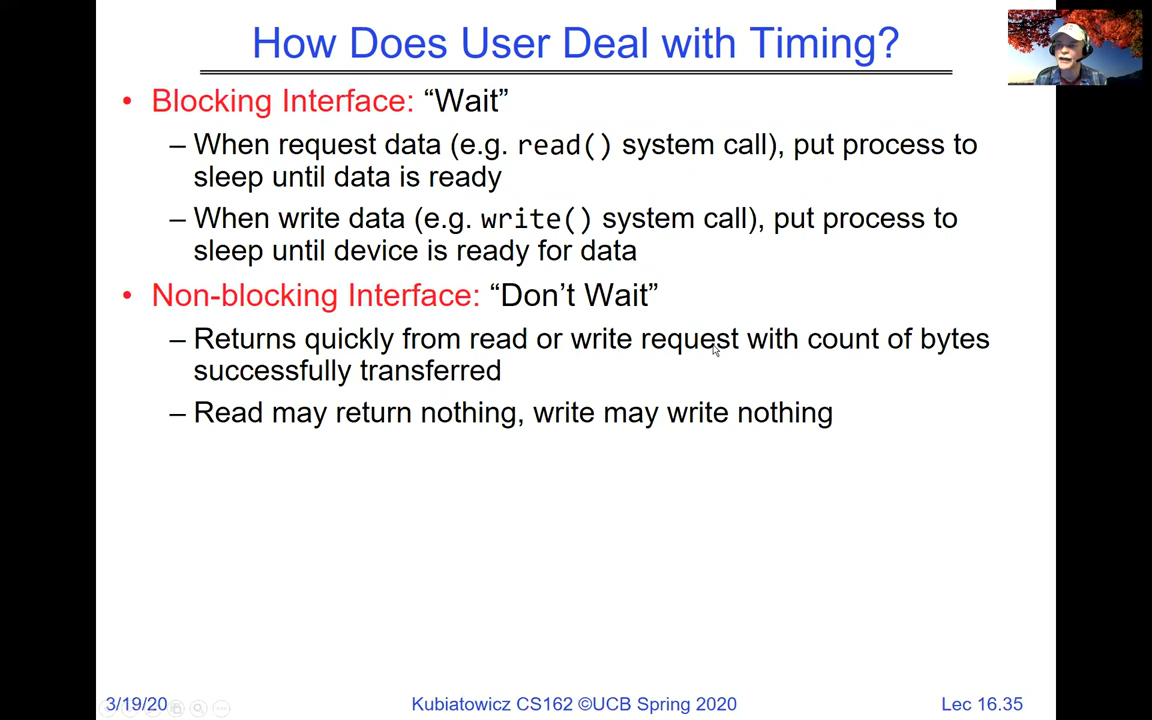 How Does User Deal with Timing?
• Blocking Interface: “Wait”
– When request data (e.g. read() system call), put process to
sleep until data is ready
– When write data (e.g. write() system call), put process to
sleep until device is ready for data
• Non-blocking Interface: “Don’t Wait”
– Returns quickly from read or write request with count of bytes
successfully transferred
– Read may return nothing, write may write nothing
3/19/20
Kubiatowicz CS162 ©UCB Spring 2020
Lec 16.35